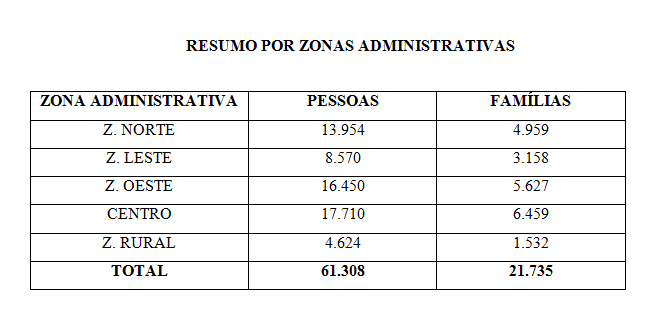 RESUMO POR ZONAS ADMINISTRATIVAS
ZONA ADMINISTRATIVA PESSOAS FAMÍLIAS
Z. NORTE 13.954 4.959
Z. LESTE 8.570 3.158
Z. OESTE 16.450 5.627
CENTRO 17.710 6.459
Z. RURAL 4.624 1.532
TOTAL 61.308 21.735